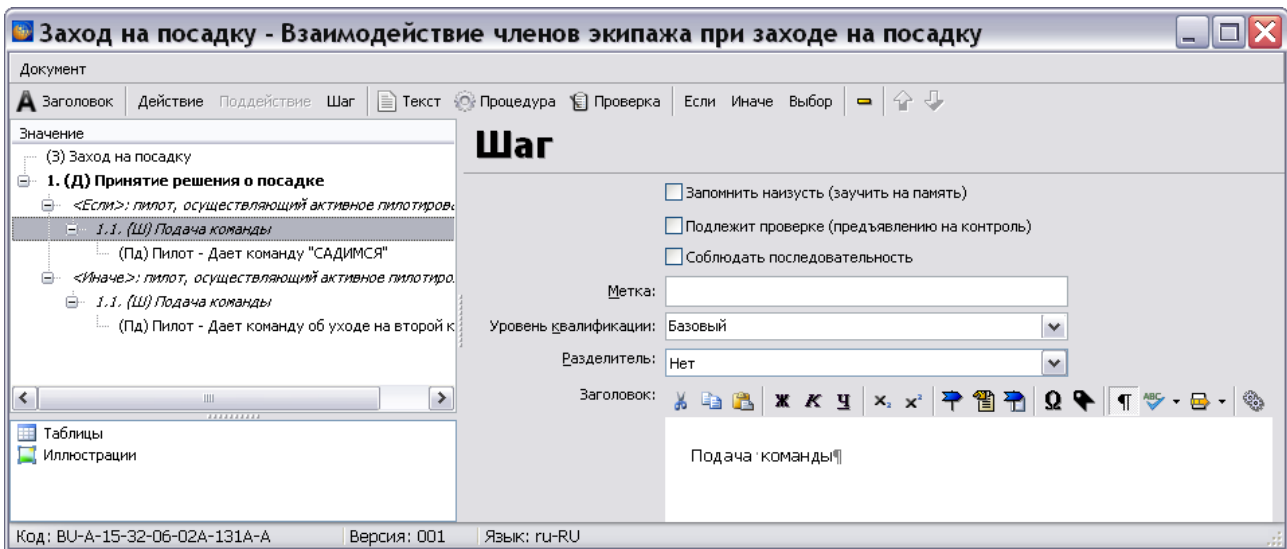 Заход на посадку - Взаимодействие членов экипажа при заходе на посадку
Документ
А Заголовок Действие Поддействие Шаг Текст Процедура Проверка Если Иначе Выбор
Значение
(З) Заход на посадку
1. (Д) Принятие решения о посадке
<Если>: пилот, осуществляющий активное пилотирова
1.1. (Ш) Подача команды
(Пд) Пилот - Дает команду "САДИМСЯ"
<Иначе>: пилот, осуществляющий активное пилотиро.
1.1. (Ш) Подача команды
(Пд) Пилот - Дает команду об уходе на второй к
Таблицы
Иллюстрации
Шаг
Запомнить наизусть (заучить на память)
Подлежит проверке (предъявлению на контроль)
Соблюдать последовательность
Метка:
Уровень квалификации: Базовый
Разделитель: Нет
Заголовок: Ж К Ч x₂ x² Ω ¶ ABC
Подача·команды¶
Код: BU-A-15-32-06-02A-131A-A Версия: 001 Язык: ru-RU